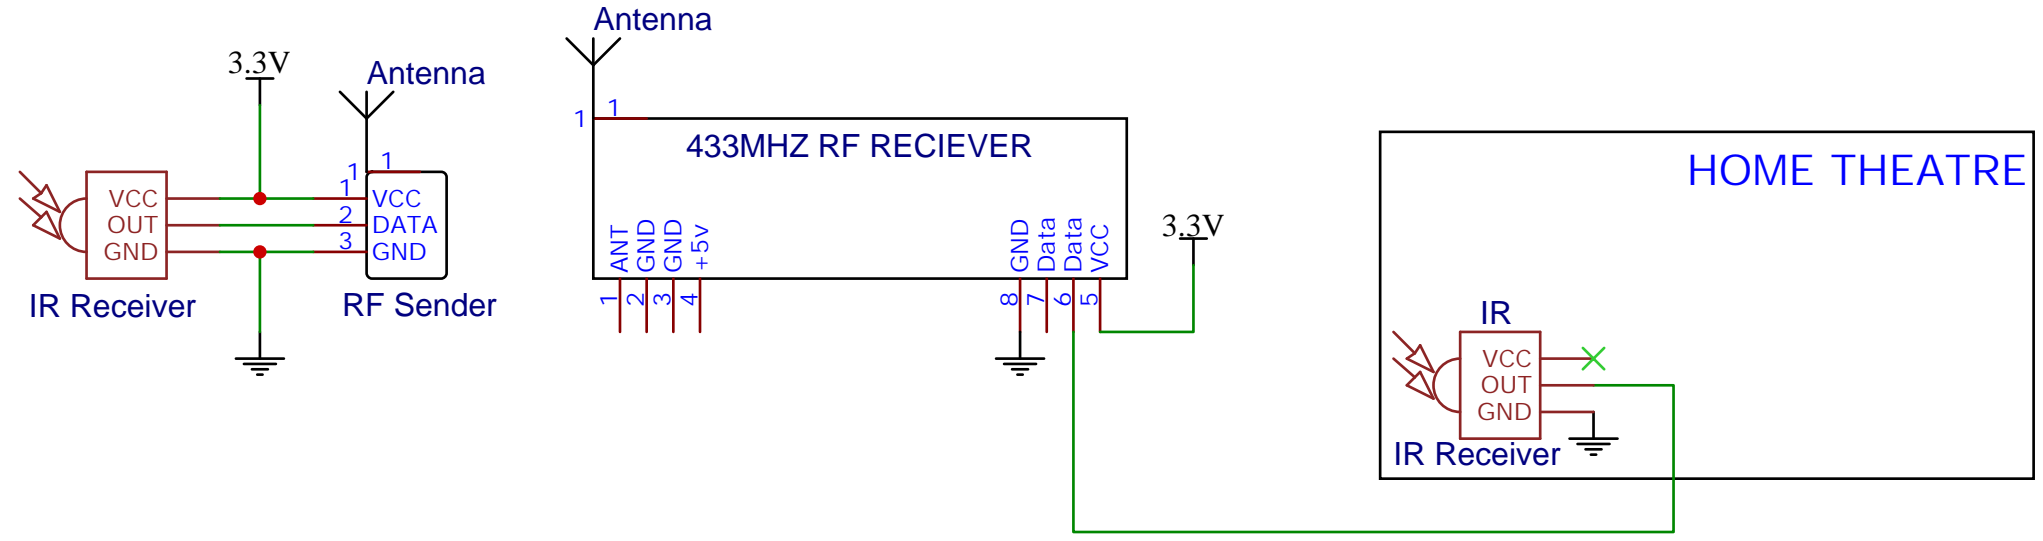 3.3V
Antenna
1
1
VCC
OUT
GND
1
2
3
VCC
DATA
GND
IR Receiver
RF Sender
Antenna
1
1
433MHZ RF RECIEVER
ANT
GND
GND
+5v
GND
Data
Data
VCC
1
2
3
4
8
7
6
5
3.3V
HOME THEATRE
IR
VCC
OUT
GND
IR Receiver